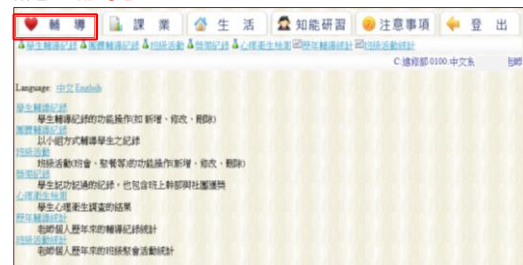 輔導 課業 生活 知能研習 注意事項 登出
學生輔導紀錄 團體輔導紀錄 班級活動 獎懲紀錄 心理衛生檢測 歷年輔導統計 班級活動統計
C.進修部 0100.中文系
Language: 中文 English
學生輔導紀錄
學生輔導紀錄的功能操作(如 新增、修改、刪除)
團體輔導紀錄
以小組方式輔導學生之紀錄
班級活動
班級活動(班會、聚餐等)的功能操作(新增、修改、刪除)
獎懲紀錄
學生記功記過的紀錄，也包含班上幹部與社團獲獎
心理衛生檢測
學生心理衛生調查的結果
歷年輔導統計
老師個人歷年來的輔導紀錄統計
班級活動統計
老師個人歷年來的班級聚會活動統計